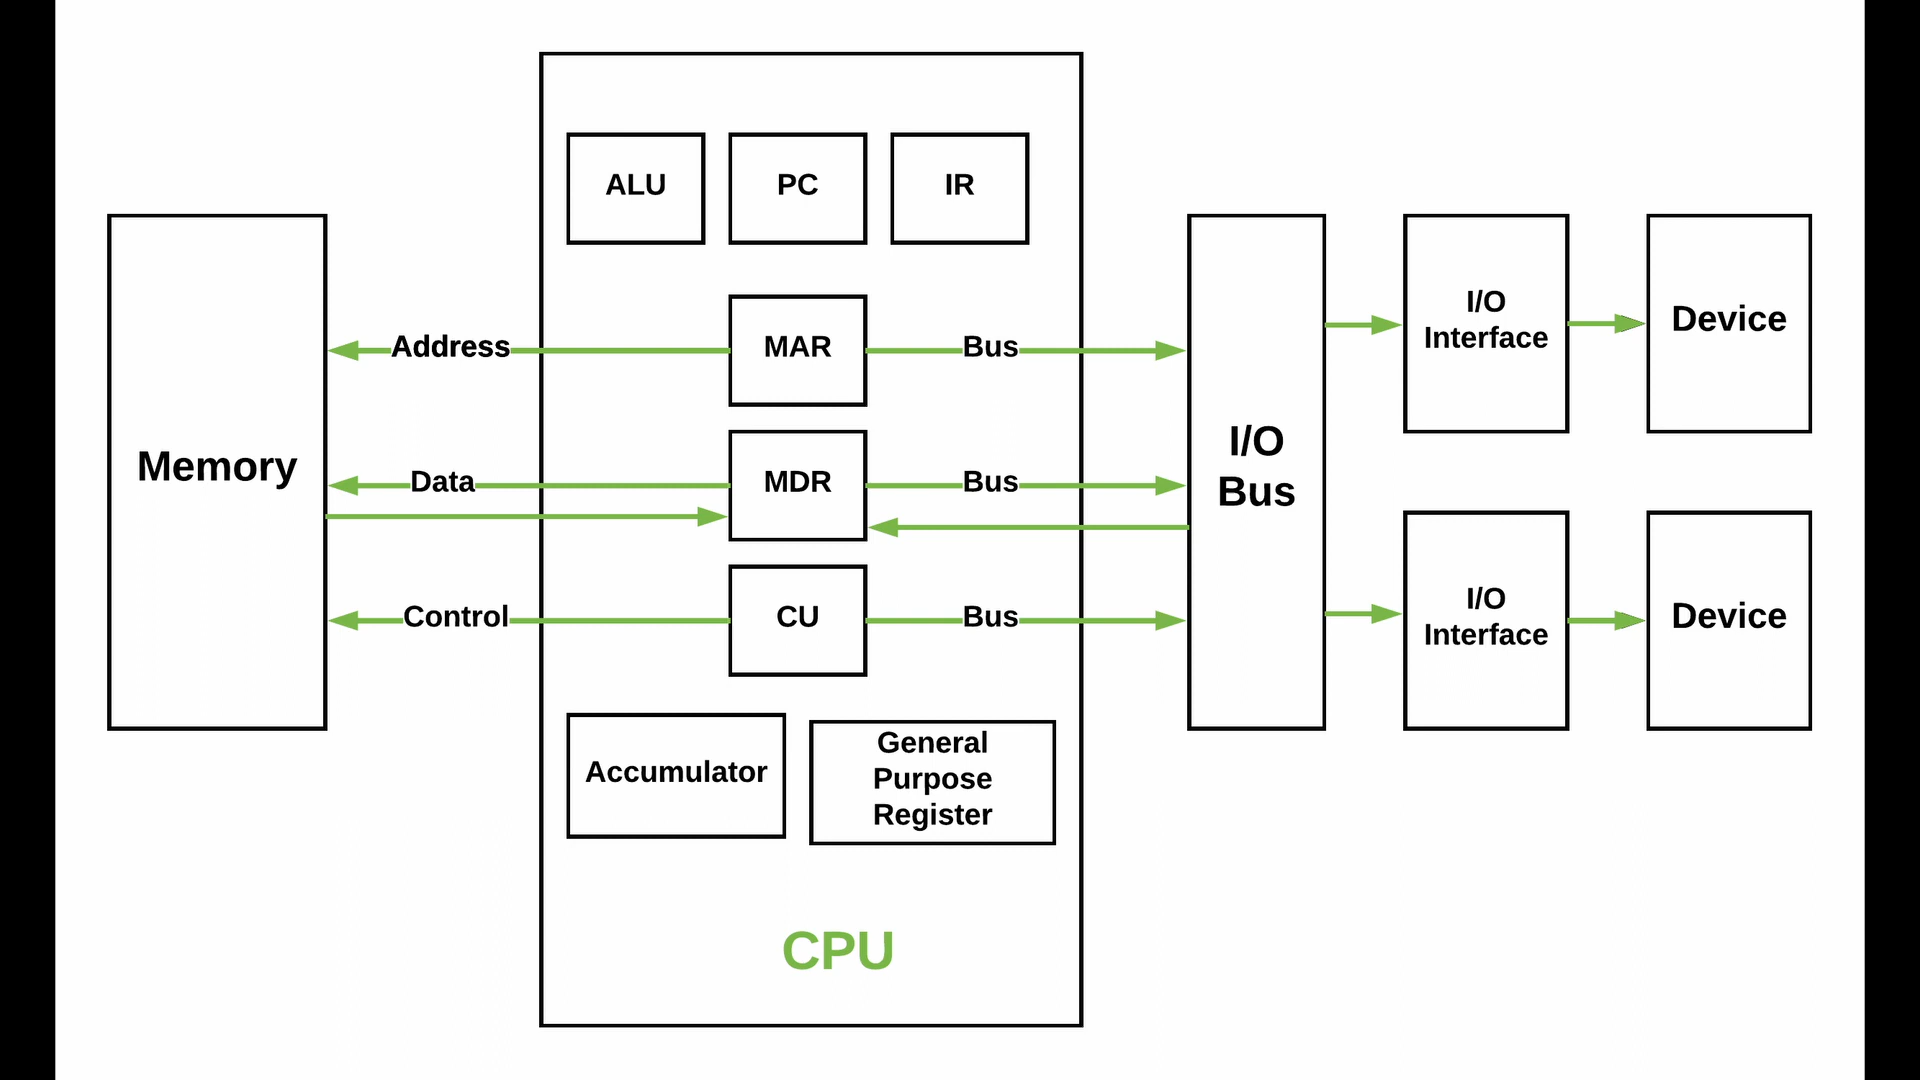 ALU PC IR
Address MAR Bus
Memory
Data MDR Bus
Control CU Bus
Accumulator
General
Purpose
Register
CPU
I/O
Bus
I/O
Interface
Device
I/O
Interface
Device